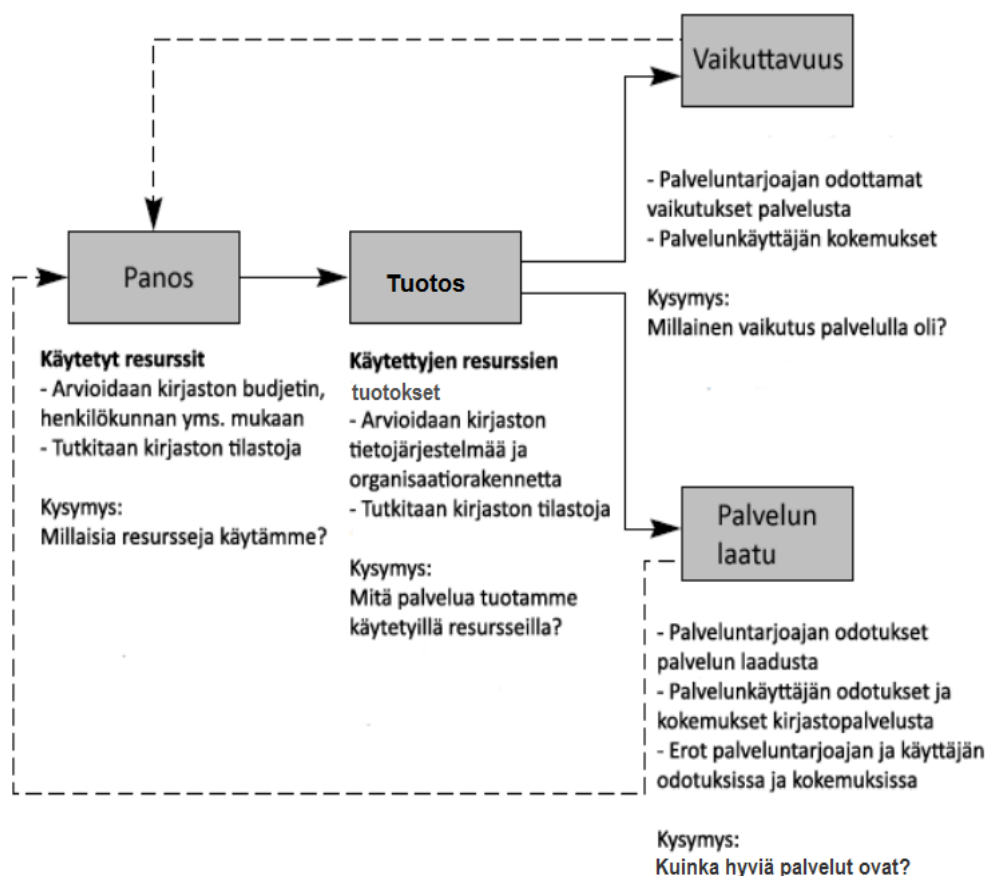 Vaikuttavuus
- Palveluntarjoajan odottamat
vaikutukset palvelusta
- Palvelunkäyttäjän kokemukset
Kysymys:
Millainen vaikutus palvelulla oli?
Panos
Käytetyt resurssit
- Arvioidaan kirjaston budjetin,
henkilökunnan yms. mukaan
- Tutkitaan kirjaston tilastoja
Kysymys:
Millaisia resursseja käytämme?
Tuotos
Käytettyjen resurssien
tuotokset
- Arvioidaan kirjaston
tietojärjestelmää ja
organisaatiorakennetta
- Tutkitaan kirjaston tilastoja
Kysymys:
Mitä palvelua tuotamme
käytetyillä resursseilla?
Palvelun
laatu
- Palveluntarjoajan odotukset
palvelun laadusta
- Palvelunkäyttäjän odotukset ja
kokemukset kirjastopalvelusta
- Erot palveluntarjoajan ja käyttäjän
odotuksissa ja kokemuksissa
Kysymys:
Kuinka hyviä palvelut ovat?